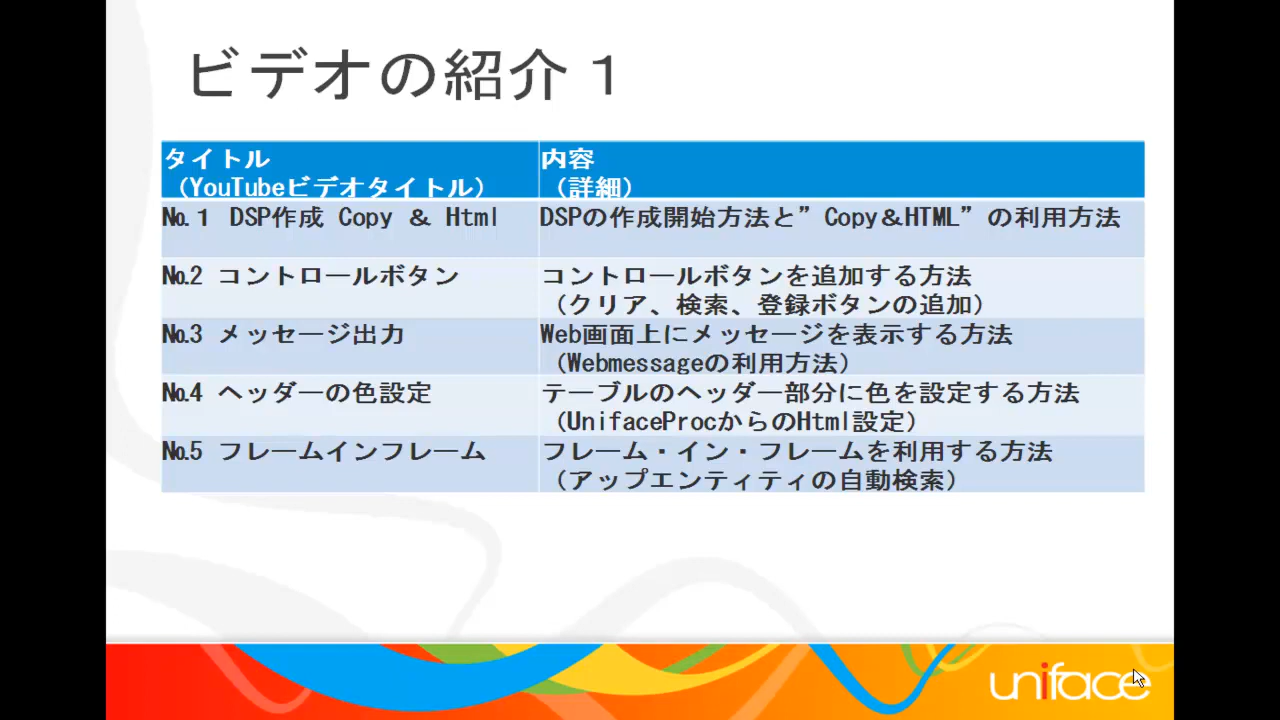 ビデオの紹介１
タイトル
（YouTubeビデオタイトル）
内容
（詳細）
№.１ DSP作成 Copy ＆ Html
DSPの作成開始方法と”Copy＆HTML”の利用方法
№.2 コントロールボタン
コントロールボタンを追加する方法
（クリア、検索、登録ボタンの追加）
№.3 メッセージ出力
Web画面上にメッセージを表示する方法
（Webmessageの利用方法）
№.4 ヘッダーの色設定
テーブルのヘッダー部分に色を設定する方法
（UnifaceProcからのHtml設定）
№.5 フレームインフレーム
フレーム・イン・フレームを利用する方法
（アップエンティティの自動検索）
uniface